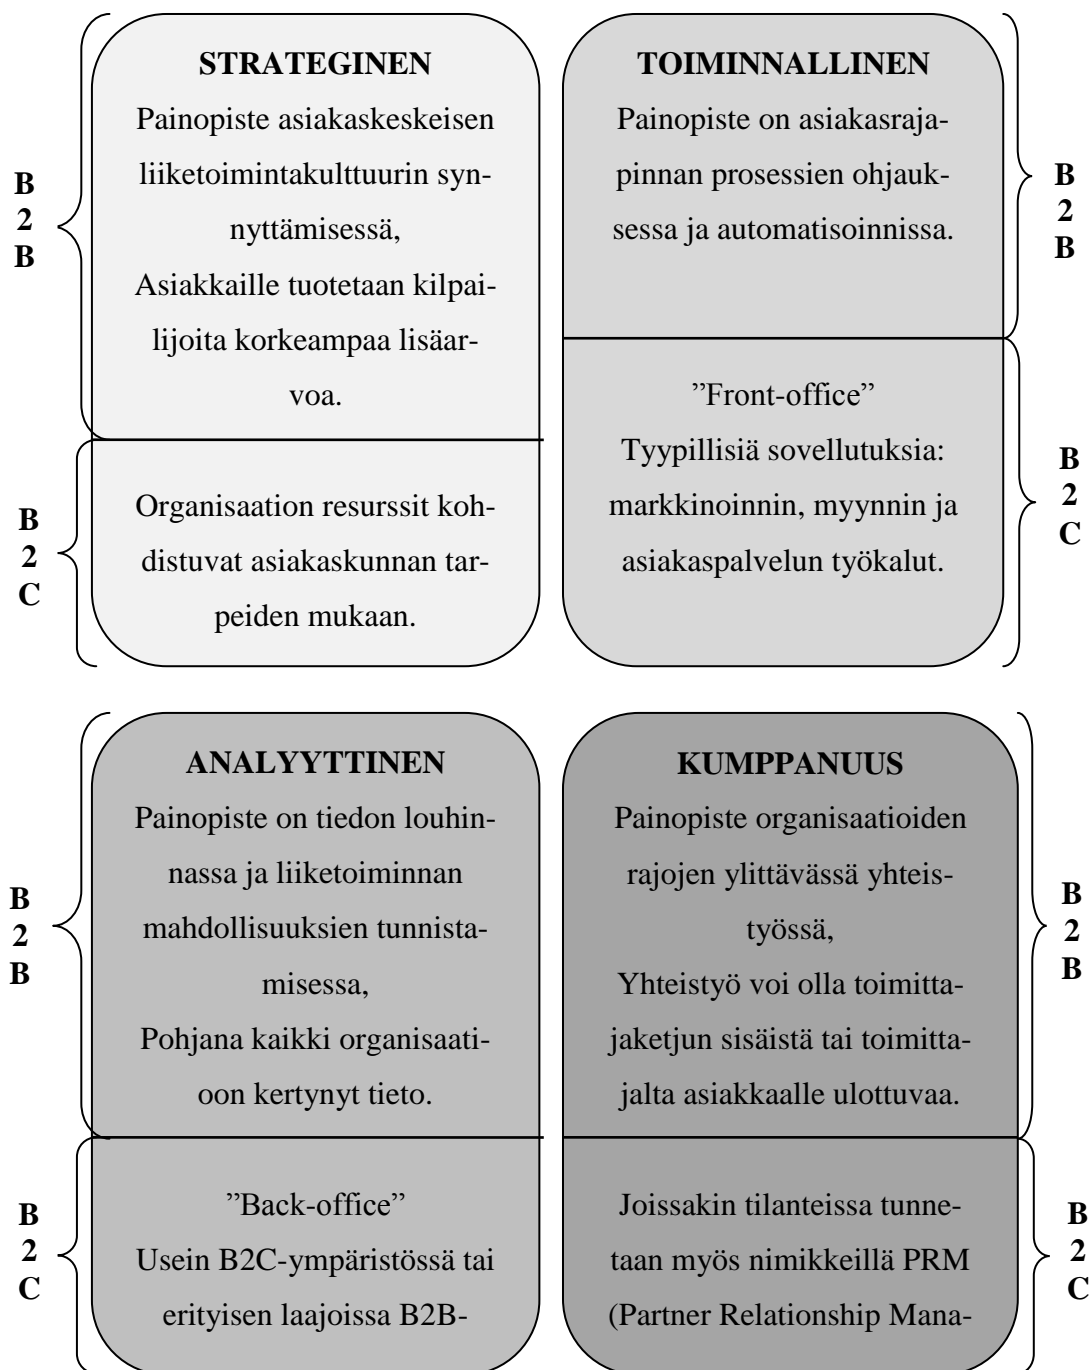 B
2
B
STRATEGINEN
Painopiste asiakaskeskeisen
liiketoimintakulttuurin syn-
nyttämisessä,
Asiakkaille tuotetaan kilpai-
lijoita korkeampaa lisäar-
voa.
B
2
C
Organisaation resurssit koh-
distuvat asiakaskunnan tar-
peiden mukaan.
TOIMINNALLINEN
Painopiste on asiakasraja-
pinnan prosessien ohjauk-
sessa ja automatisoinnissa.
B
2
B
”Front-office”
Tyypillisiä sovellutuksia:
markkinoinnin, myynnin ja
asiakaspalvelun työkalut.
B
2
C
B
2
B
ANALYYTTINEN
Painopiste on tiedon louhin-
nassa ja liiketoiminnan
mahdollisuuksien tunnista-
misessa,
Pohjana kaikki organisaati-
oon kertynyt tieto.
B
2
C
”Back-office”
Usein B2C-ympäristössä tai
erityisen laajoissa B2B-
KUMPPANUUS
Painopiste organisaatioiden
rajojen ylittävässä yhteis-
työssä,
Yhteistyö voi olla toimitta-
jaketjun sisäistä tai toimitta-
jalta asiakkaalle ulottuvaa.
B
2
B
Joissakin tilanteissa tunne-
taan myös nimikkeillä PRM
(Partner Relationship Mana-
B
2
C